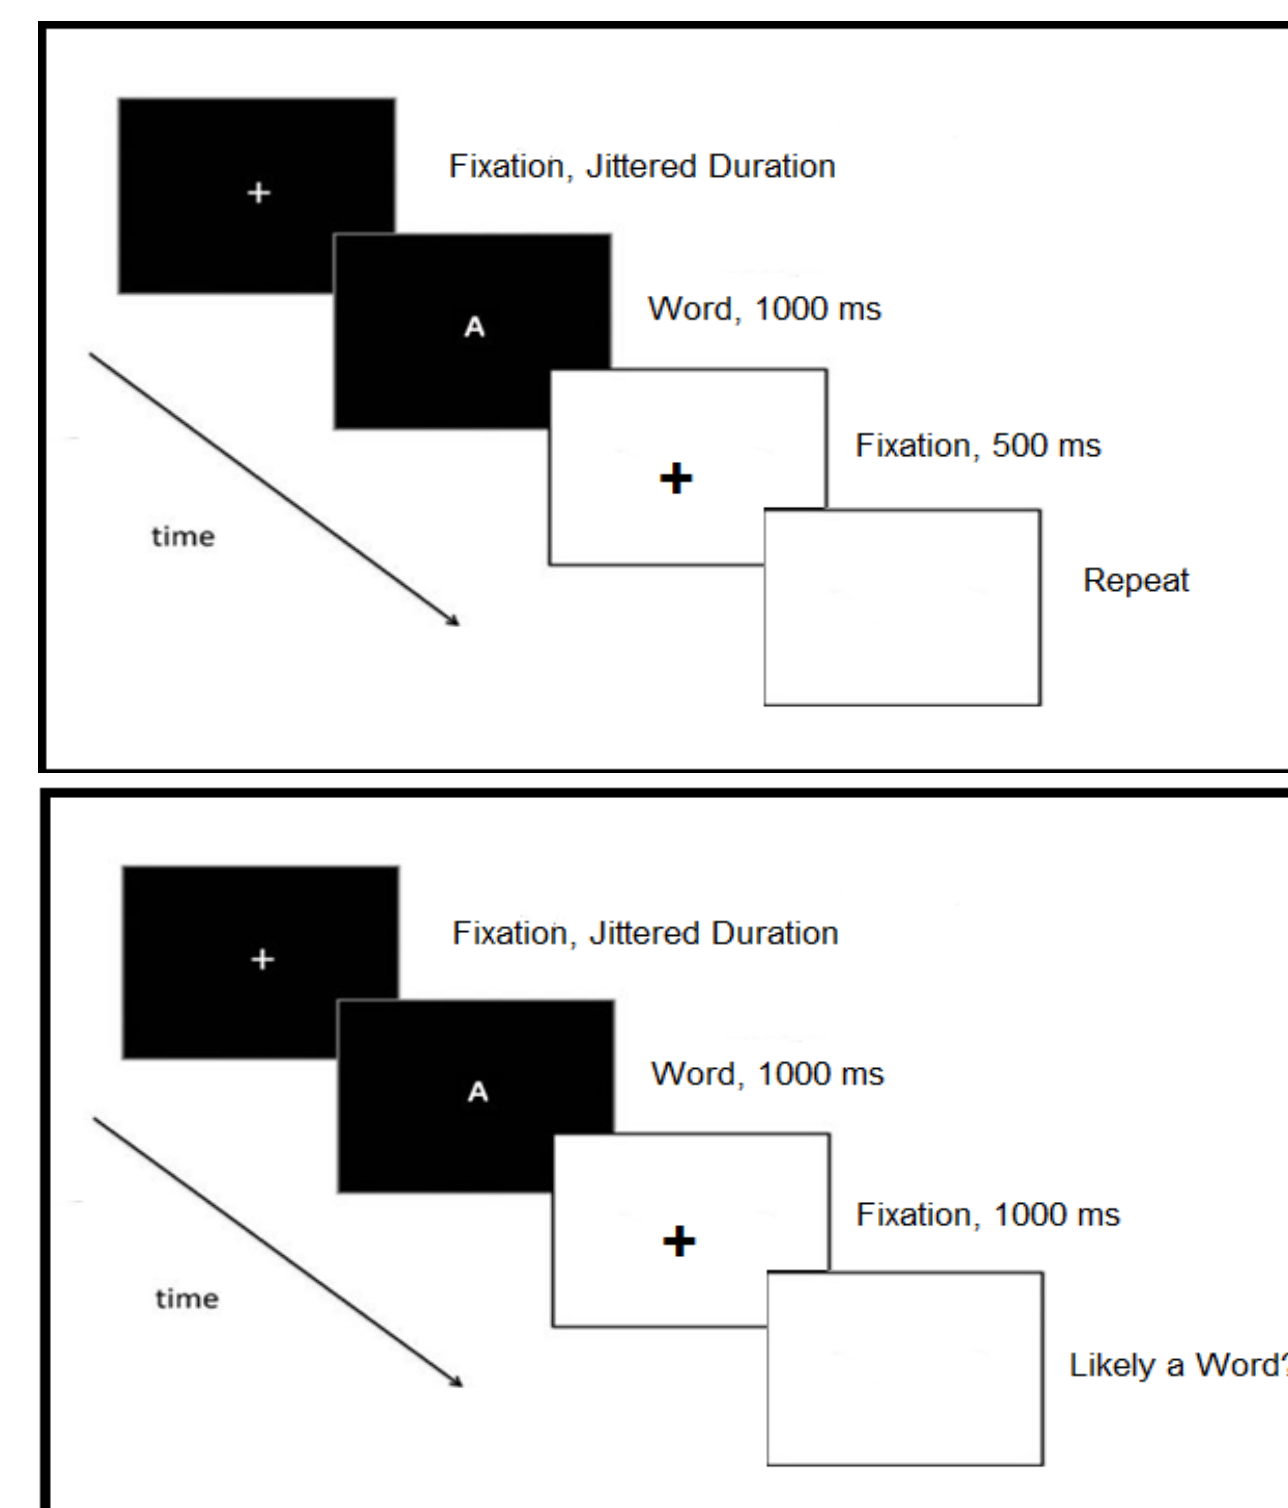 +
Fixation, Jittered Duration
A
Word, 1000 ms
+
Fixation, 500 ms
time
Repeat
+
Fixation, Jittered Duration
A
Word, 1000 ms
+
Fixation, 1000 ms
time
Likely a Word?